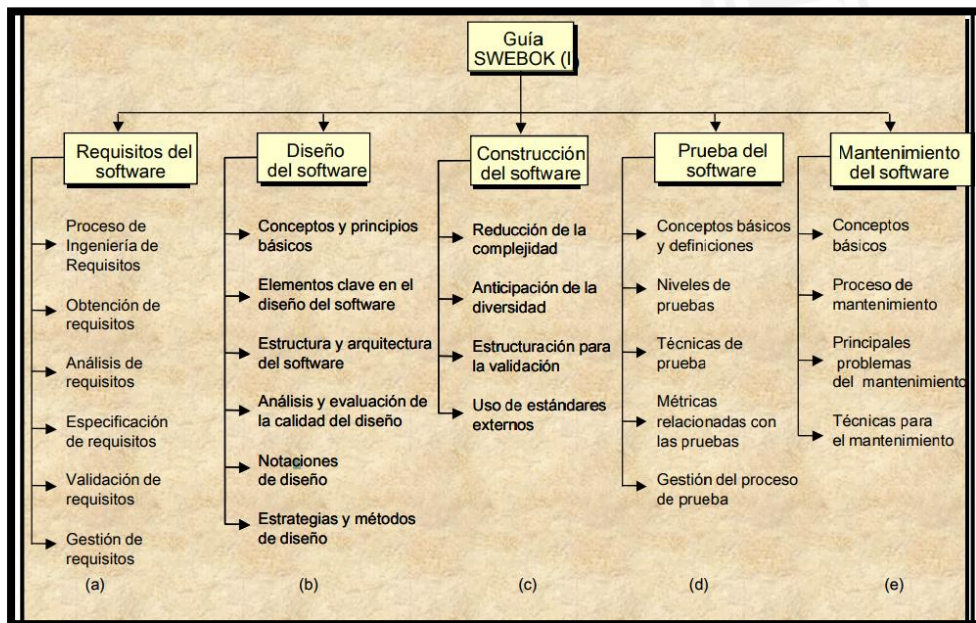 Guía
SWEBOK (I)
Requisitos del
software
Proceso de
Ingeniería de
Requisitos
Obtención de
requisitos
Análisis de
requisitos
Especificación
de requisitos
Validación de
requisitos
Gestión de
requisitos
(a)
Diseño
del software
Conceptos y principios
básicos
Elementos clave en el
diseño del software
Estructura y arquitectura
del software
Análisis y evaluación de
la calidad del diseño
Notaciones
de diseño
Estrategias y métodos
de diseño
(b)
Construcción
del software
Reducción de la
complejidad
Anticipación de la
diversidad
Estructuración para
la validación
Uso de estándares
externos
(c)
Prueba del
software
Conceptos básicos
y definiciones
Niveles de
pruebas
Técnicas de
prueba
Métricas
relacionadas con
las pruebas
Gestión del proceso
de prueba
(d)
Mantenimiento
del software
Conceptos
básicos
Proceso de
mantenimiento
Principales
problemas
del mantenimiento
Técnicas para
el mantenimiento
(e)